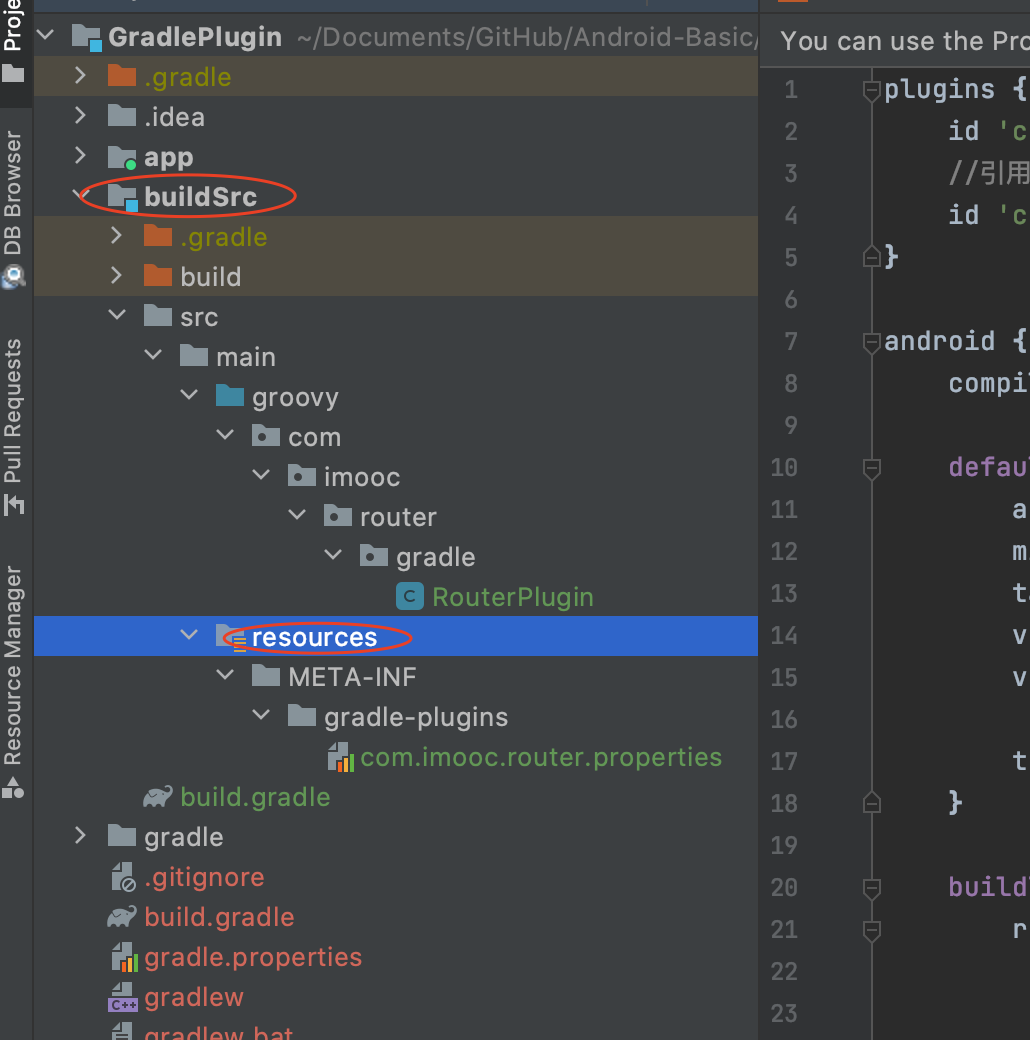 Proje
DB Browser
Pull Requests
Resource Manager
GradlePlugin ~/Documents/GitHub/Android-Basic/
.gradle
.idea
app
buildSrc
.gradle
build
src
main
groovy
com
imooc
router
gradle
C RouterPlugin
resources
META-INF
gradle-plugins
com.imooc.router.properties
build.gradle
gradle
.gitignore
build.gradle
gradle.properties
C++ gradlew
gradlew.bat
You can use the Pro
1 plugins {
2 id 'c
3 //引用
4 id 'c
5 }
6
7 android {
8 compi
9
10 defau
11 a
12 m
13 ta
14 v
15 v
16
17 t
18 }
19
20 build
21 r
22
23